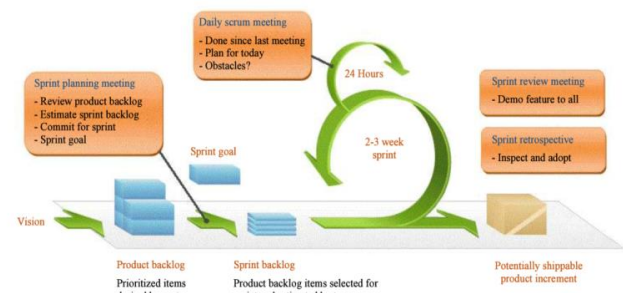 Daily scrum meeting
- Done since last meeting
- Plan for today
- Obstacles?
24 Hours
Sprint planning meeting
- Review product backlog
- Estimate sprint backlog
- Commit for sprint
- Sprint goal
Sprint review meeting
- Demo feature to all
Sprint retrospective
- Inspect and adopt
2-3 week
sprint
Sprint goal
Vision
Product backlog
Prioritized items
Sprint backlog
Product backlog items selected for
Potentially shippable
product increment